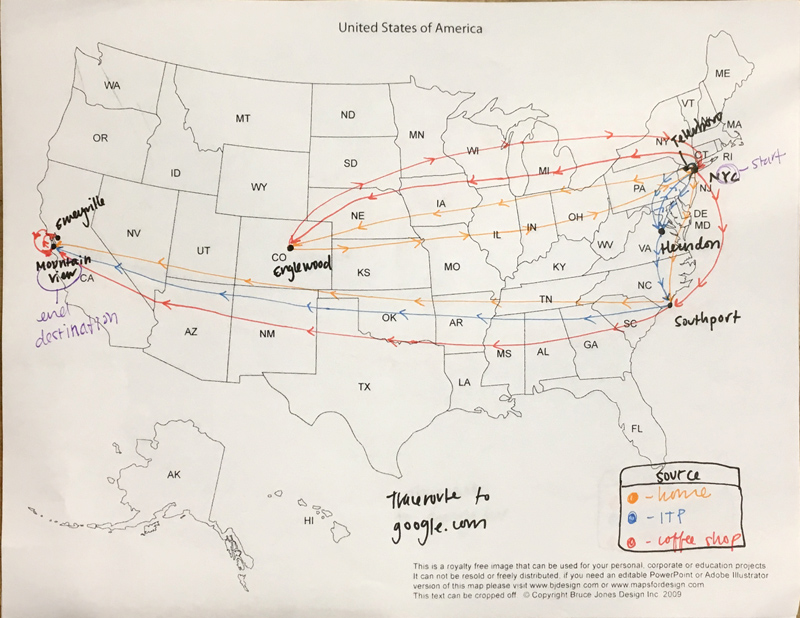 United States of America
ME
WA
VT
MT
ND
MA
MN
OR
NY
Teterboro
WI
CT
RI
start
SD
MI
ID
NYC
WY
PA
NJ
IA
NE
OH
DE
Emeryville
IL
IN
MD
NV
WV
VA
Herndon
UT
CO
Mountain
View
Englewood
KS
MO
KY
CA
NC
TN
end
destination
OK
AR
SC
Southport
AZ
NM
MS
AL
GA
TX
LA
FL
AK
HI
Traceroute to
google.com
source
- home
- ITP
- coffee shop
This is a royalty free image that can be used for your personal, corporate or education projects
It can not be resold or freely distributed, if you need an editable PowerPoint or Adobe Illustrator
version of this map please visit www.bjdesign.com or www.mapsfordesign.com
This text can be cropped off © Copyright Bruce Jones Design Inc 2009